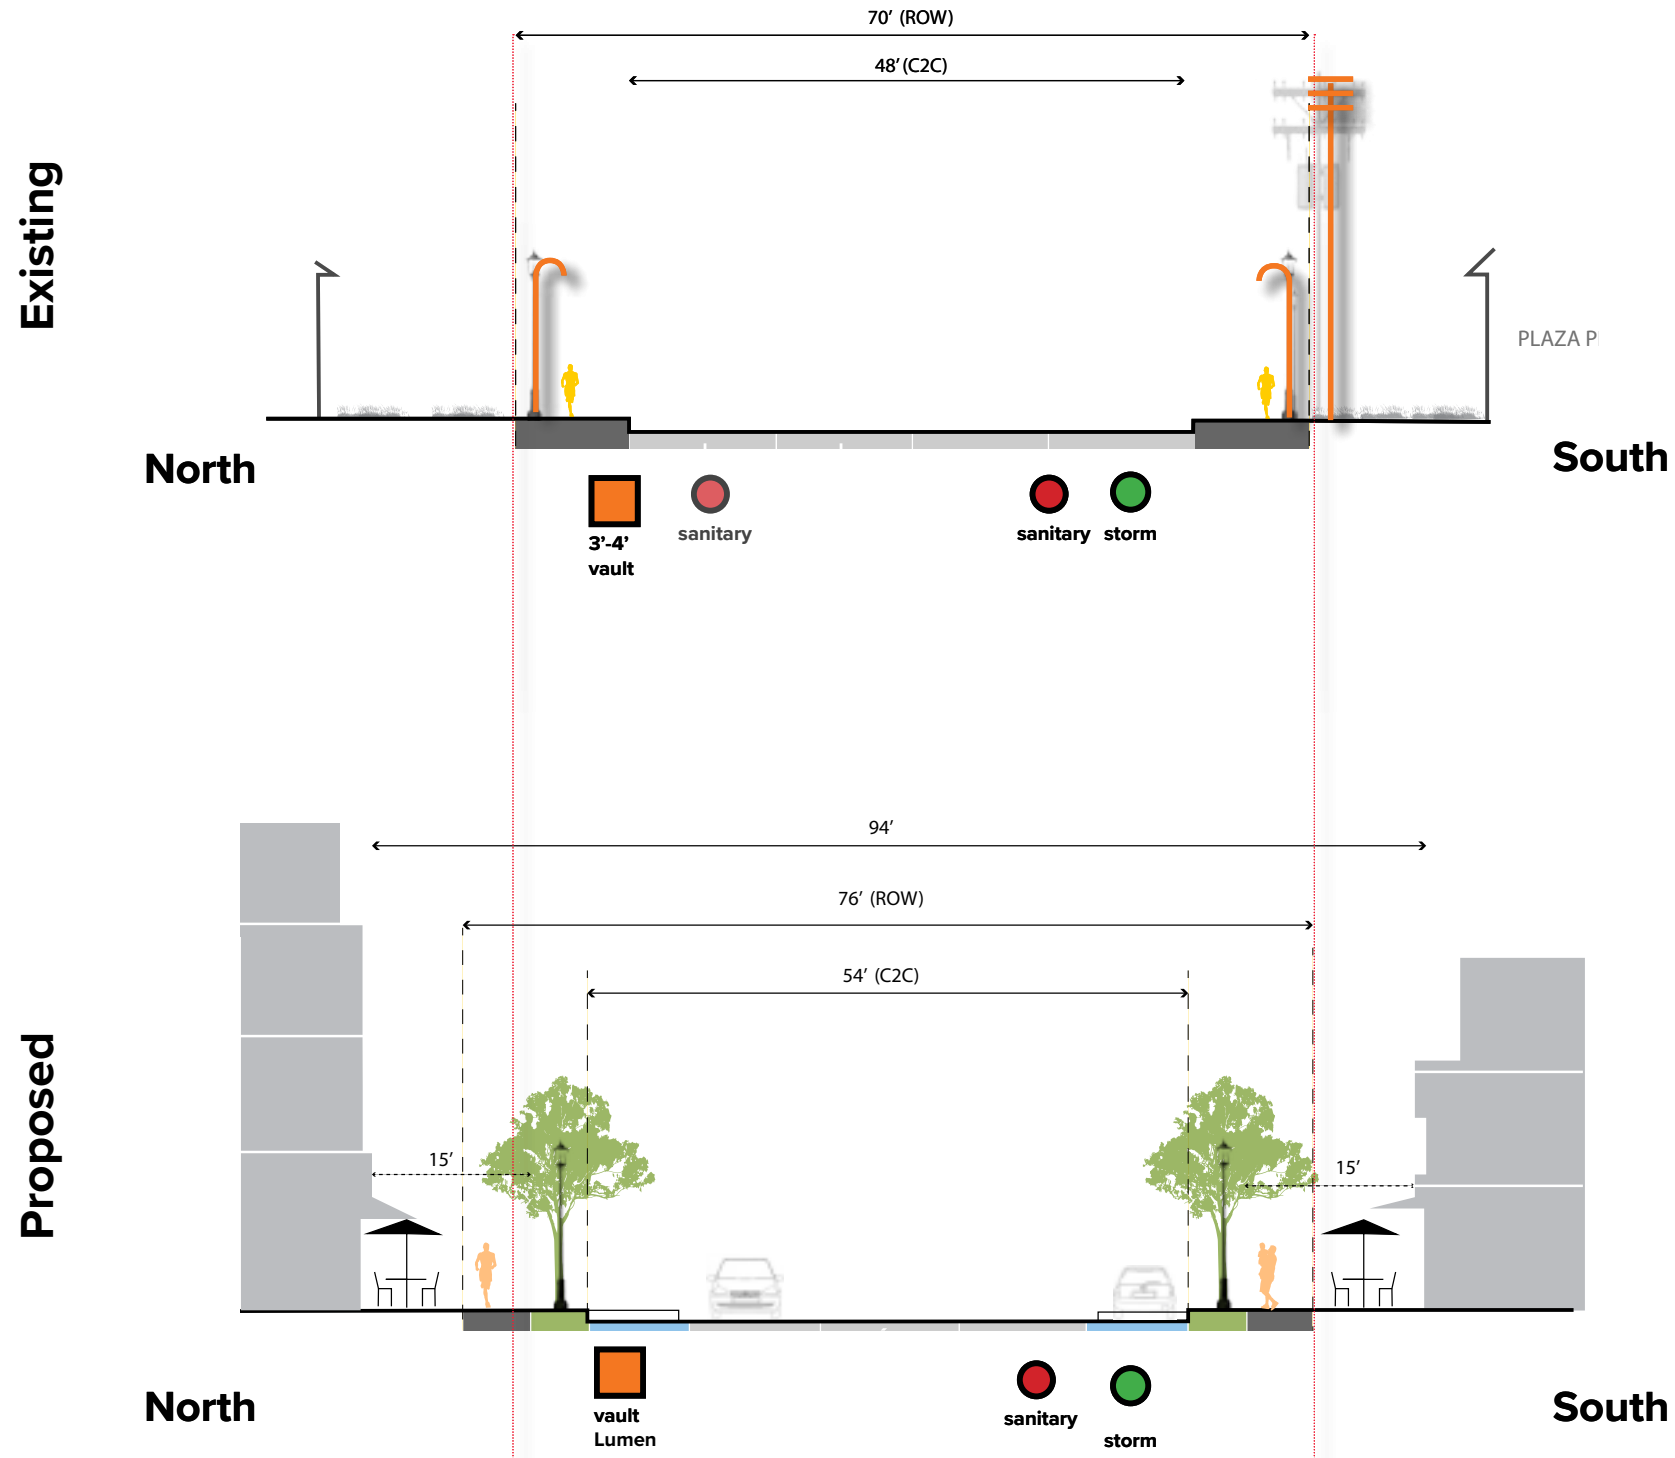 70’ (ROW)
48’ (C2C)
Existing
PLAZA P
North
South
3’-4’
vault
sanitary
sanitary
storm
94’
76’ (ROW)
54’ (C2C)
Proposed
15’
15’
North
South
vault
Lumen
sanitary
storm